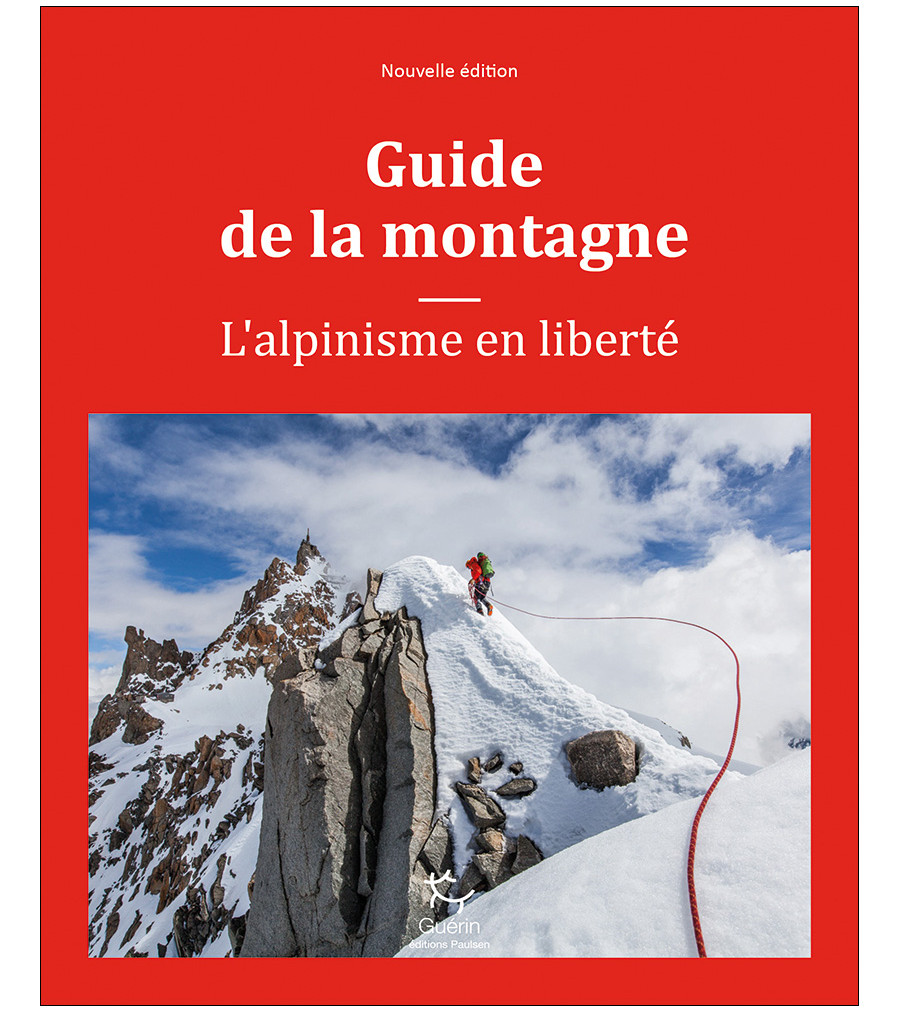 Nouvelle édition
Guide
de la montagne
L'alpinisme en liberté
Guérin
éditions Paulsen